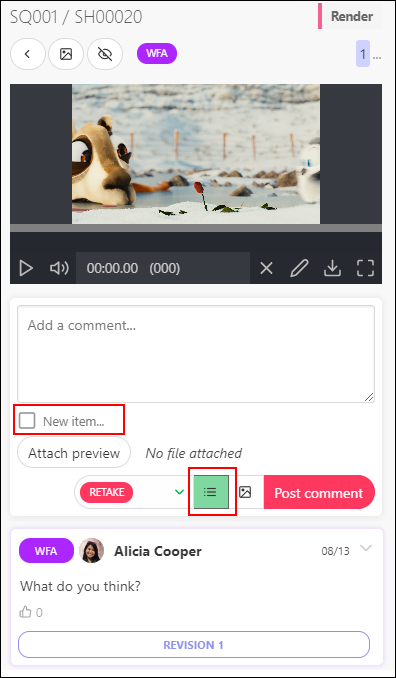 SQ001 / SH00020
Render
WFA
1 ...
00:00.00 (000)
Add a comment...
New item...
Attach preview No file attached
RETAKE
Post comment
WFA Alicia Cooper 08/13
What do you think?
0
REVISION 1